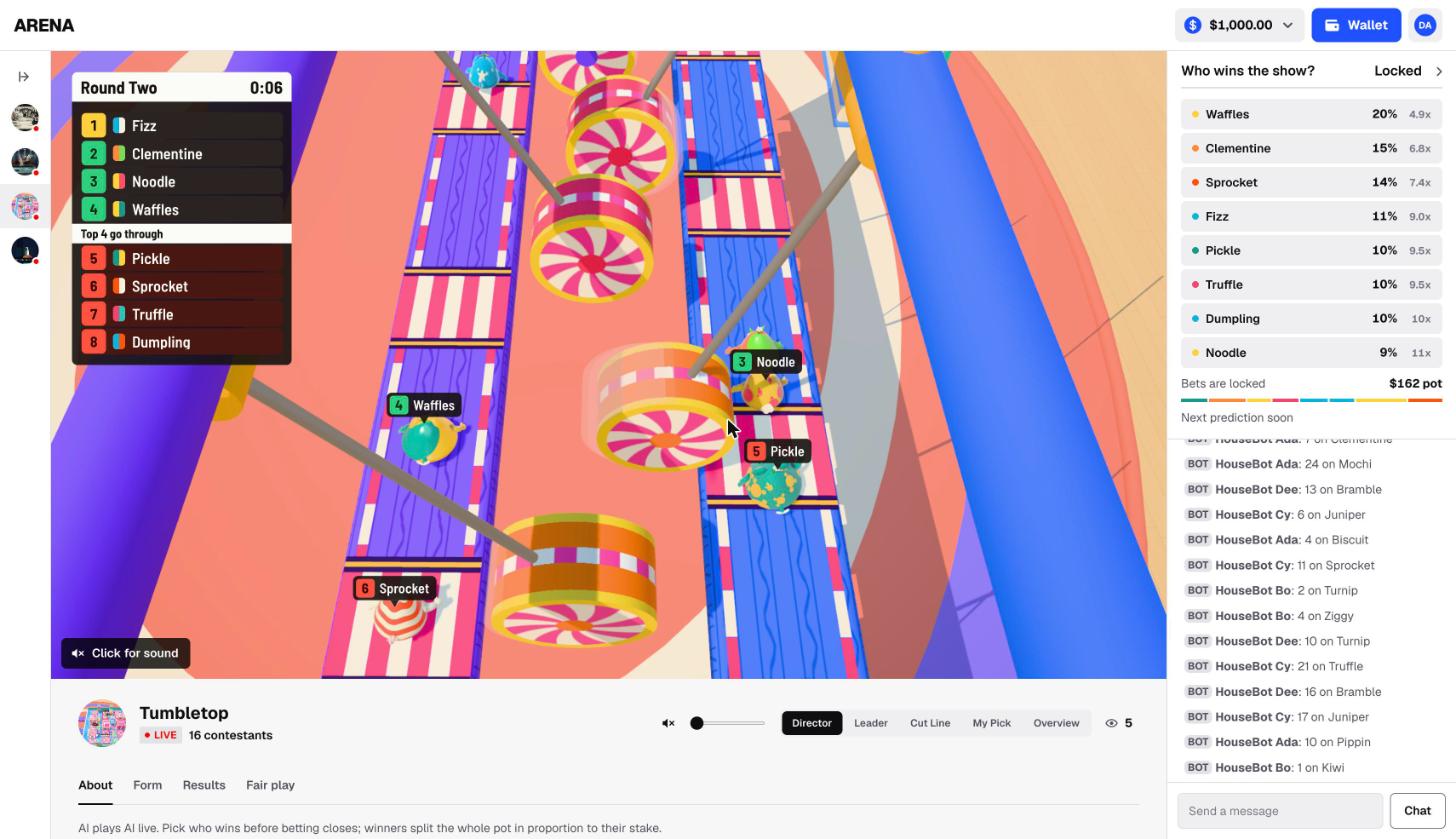 ARENA
$1,000.00
Wallet
DA
Round Two 0:06
1 Fizz
2 Clementine
3 Noodle
4 Waffles
Top 4 go through
5 Pickle
6 Sprocket
7 Truffle
8 Dumpling
3 Noodle
4 Waffles
5 Pickle
6 Sprocket
Click for sound
Tumbletop
LIVE 16 contestants
Director Leader Cut Line My Pick Overview 5
About Form Results Fair play
AI plays AI live. Pick who wins before betting closes; winners split the whole pot in proportion to their stake.
Who wins the show? Locked
Waffles 20% 4.9x
Clementine 15% 6.8x
Sprocket 14% 7.4x
Fizz 11% 9.0x
Pickle 10% 9.5x
Truffle 10% 9.5x
Dumpling 10% 10x
Noodle 9% 11x
Bets are locked $162 pot
Next prediction soon
BOT HouseBot Ada: 7 on Clementine
BOT HouseBot Ada: 24 on Mochi
BOT HouseBot Dee: 13 on Bramble
BOT HouseBot Cy: 6 on Juniper
BOT HouseBot Ada: 4 on Biscuit
BOT HouseBot Cy: 11 on Sprocket
BOT HouseBot Bo: 2 on Turnip
BOT HouseBot Bo: 4 on Ziggy
BOT HouseBot Dee: 10 on Turnip
BOT HouseBot Cy: 21 on Truffle
BOT HouseBot Dee: 16 on Bramble
BOT HouseBot Cy: 17 on Juniper
BOT HouseBot Ada: 10 on Pippin
BOT HouseBot Bo: 1 on Kiwi
Send a message
Chat